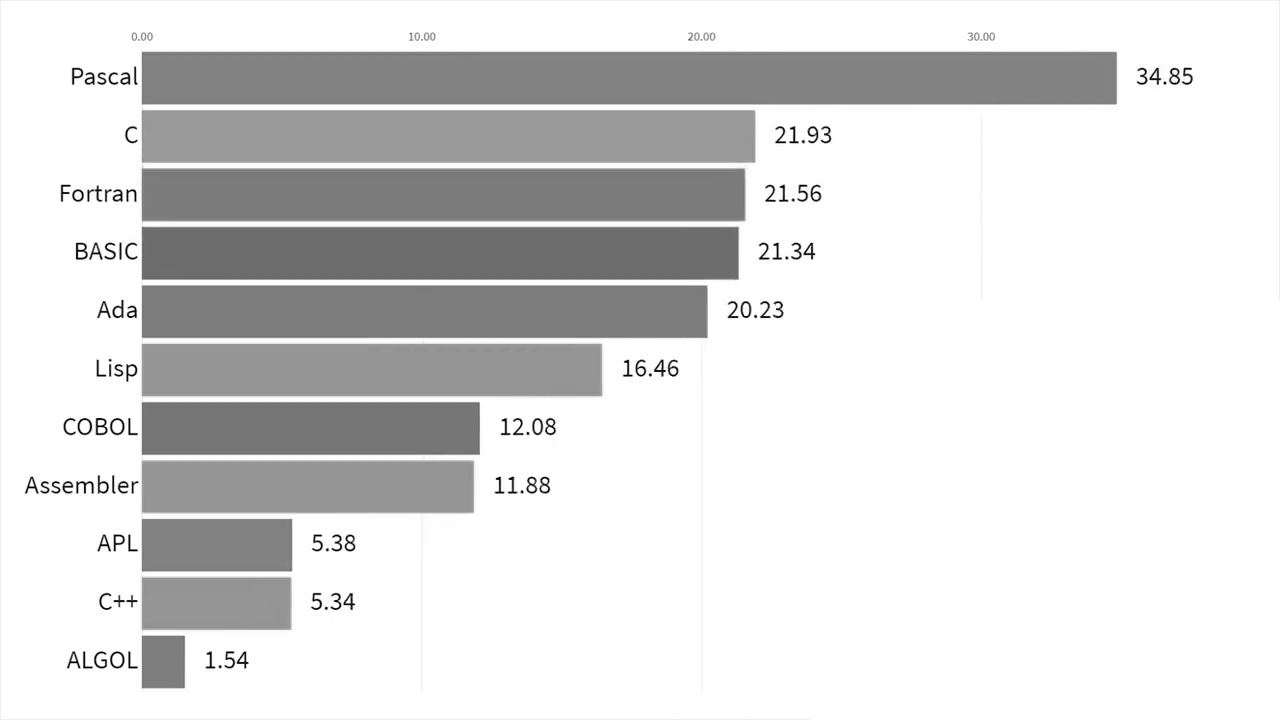 0.00 10.00 20.00 30.00
Pascal 34.85
C 21.93
Fortran 21.56
BASIC 21.34
Ada 20.23
Lisp 16.46
COBOL 12.08
Assembler 11.88
APL 5.38
C++ 5.34
ALGOL 1.54